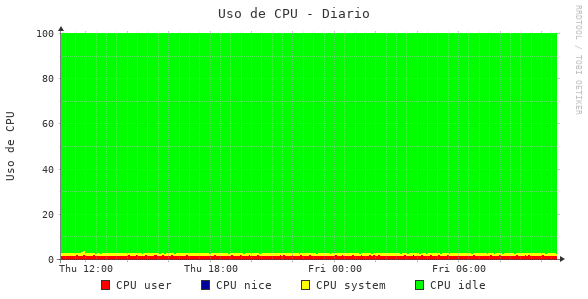 Uso de CPU - Diario
RRDTOOL / TOBI OETIKER
Uso de CPU
100
80
60
40
20
0
Thu 12:00 Thu 18:00 Fri 00:00 Fri 06:00
CPU user CPU nice CPU system CPU idle